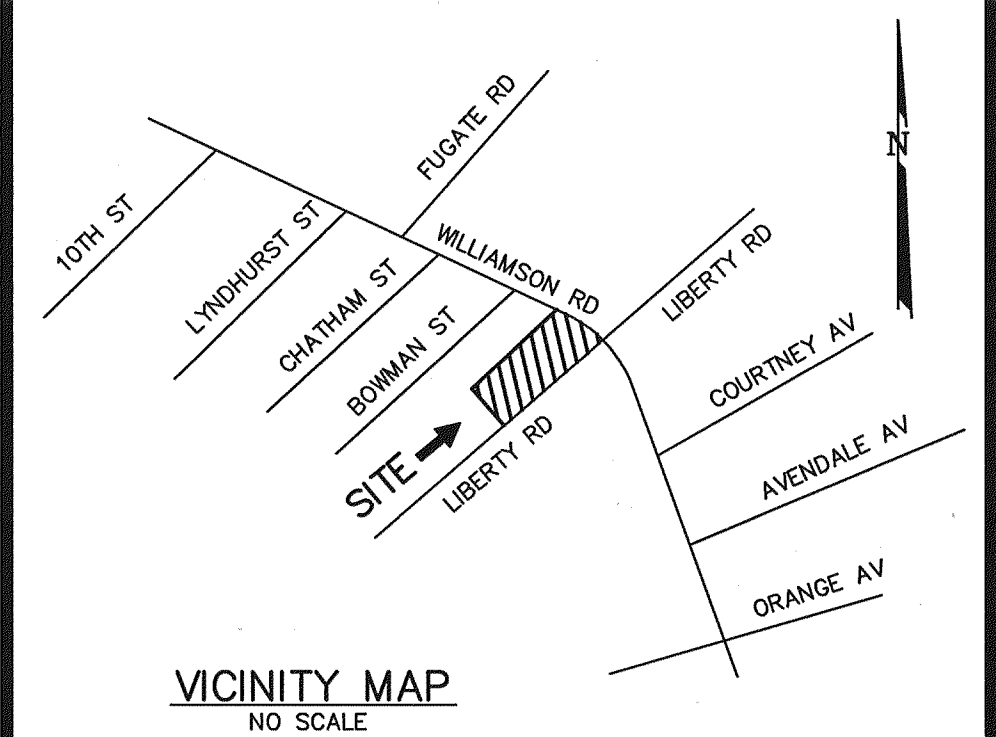 FUGATE RD
N
10TH ST
LYNDHURST ST
WILLIAMSON RD
LIBERTY RD
CHATHAM ST
BOWMAN ST
COURTNEY AV
SITE
LIBERTY RD
AVENDALE AV
ORANGE AV
VICINITY MAP
NO SCALE